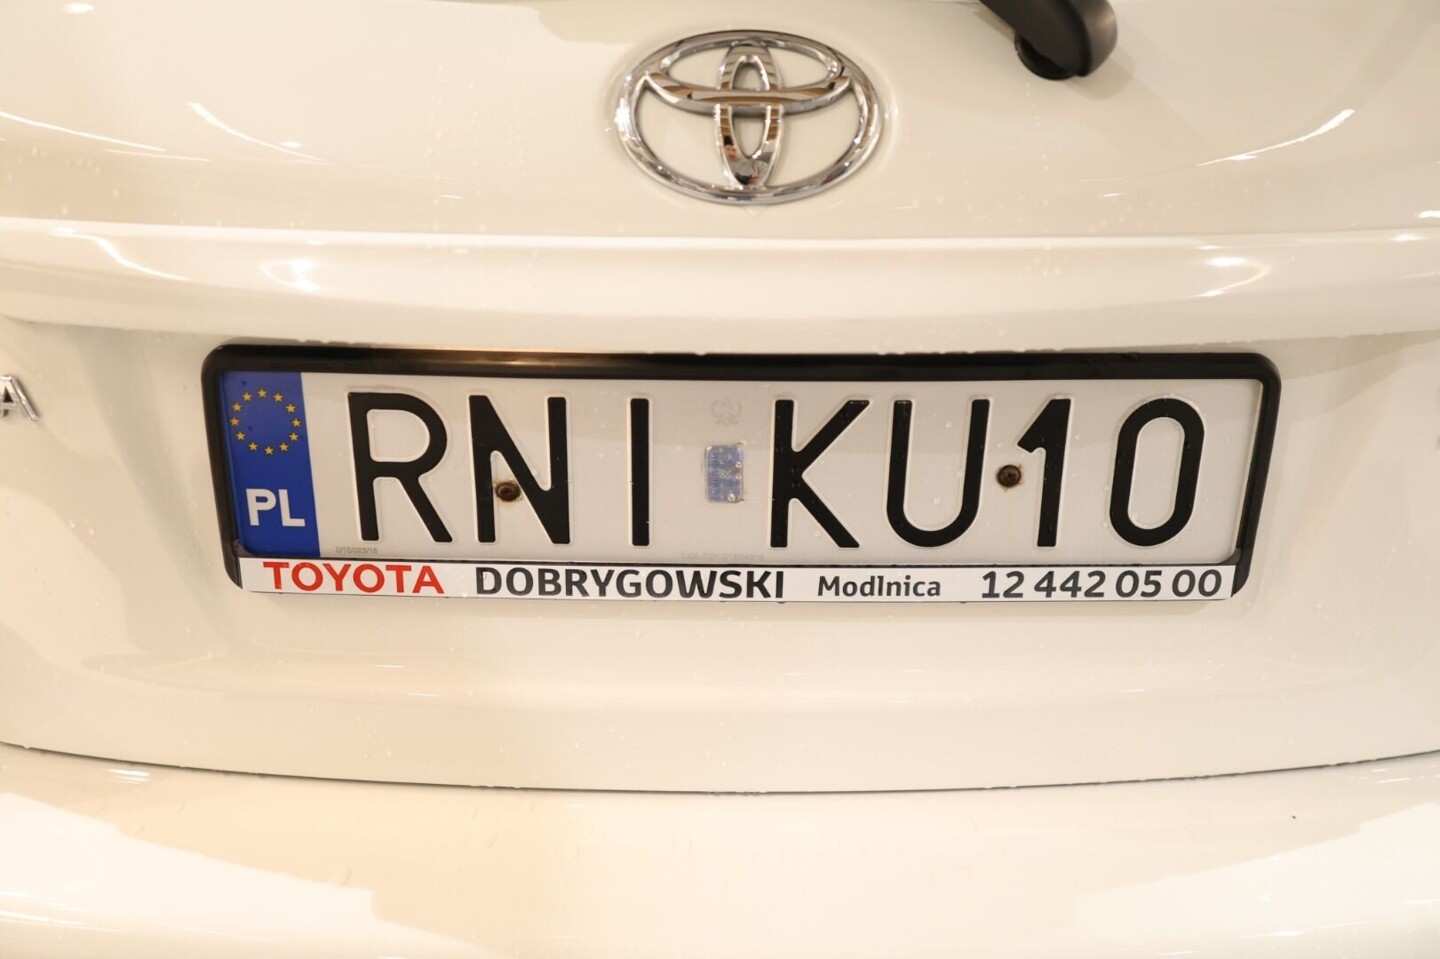 A
PL RNI KU10
TOYOTA DOBRYGOWSKI Modlnica 12 442 05 00